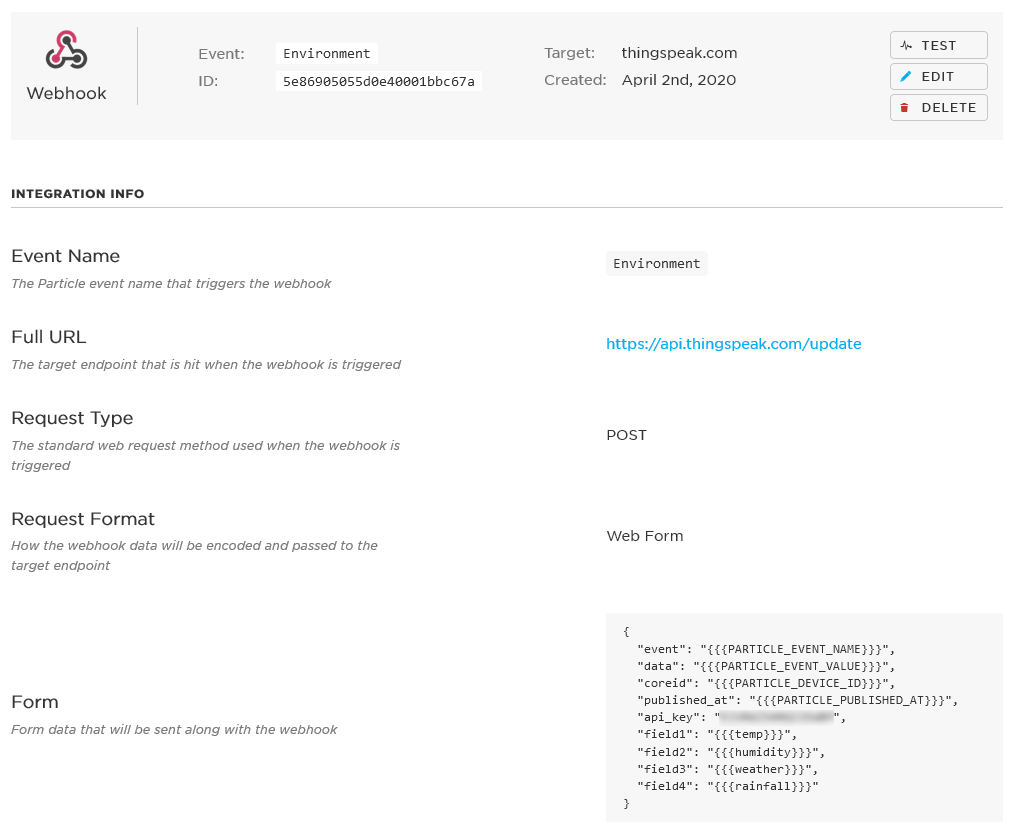 Webhook
Event: Environment
ID: 5e86905055d0e40001bbc67a
Target: thingspeak.com
Created: April 2nd, 2020
TEST
EDIT
DELETE
INTEGRATION INFO
Event Name
The Particle event name that triggers the webhook
Environment
Full URL
The target endpoint that is hit when the webhook is triggered
https://api.thingspeak.com/update
Request Type
The standard web request method used when the webhook is
triggered
POST
Request Format
How the webhook data will be encoded and passed to the
target endpoint
Web Form
Form
Form data that will be sent along with the webhook
{
"event": "{{{PARTICLE_EVENT_NAME}}}",
"data": "{{{PARTICLE_EVENT_VALUE}}}",
"coreid": "{{{PARTICLE_DEVICE_ID}}}",
"published_at": "{{{PARTICLE_PUBLISHED_AT}}}",
"api_key": "",
"field1": "{{{temp}}}",
"field2": "{{{humidity}}}",
"field3": "{{{weather}}}",
"field4": "{{{rainfall}}}"
}